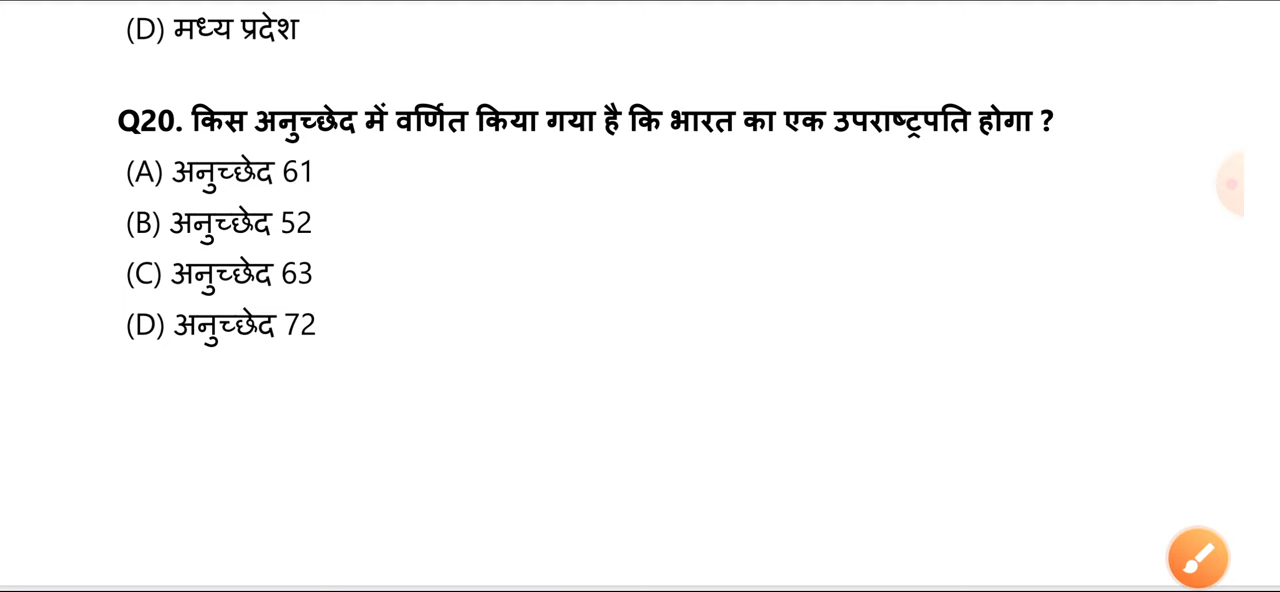 (D) मध्य प्रदेश
Q20. किस अनुच्छेद में वर्णित किया गया है कि भारत का एक उपराष्ट्रपति होगा ?
(A) अनुच्छेद 61
(B) अनुच्छेद 52
(C) अनुच्छेद 63
(D) अनुच्छेद 72